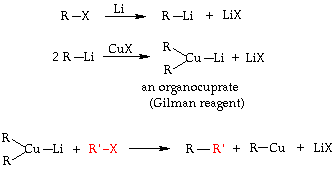 R–X Li R–Li + LiX
2 R–Li CuX R R Cu–Li + LiX
an organocuprate
(Gilman reagent)
R R Cu–Li + R'–X R–R' + R–Cu + LiX